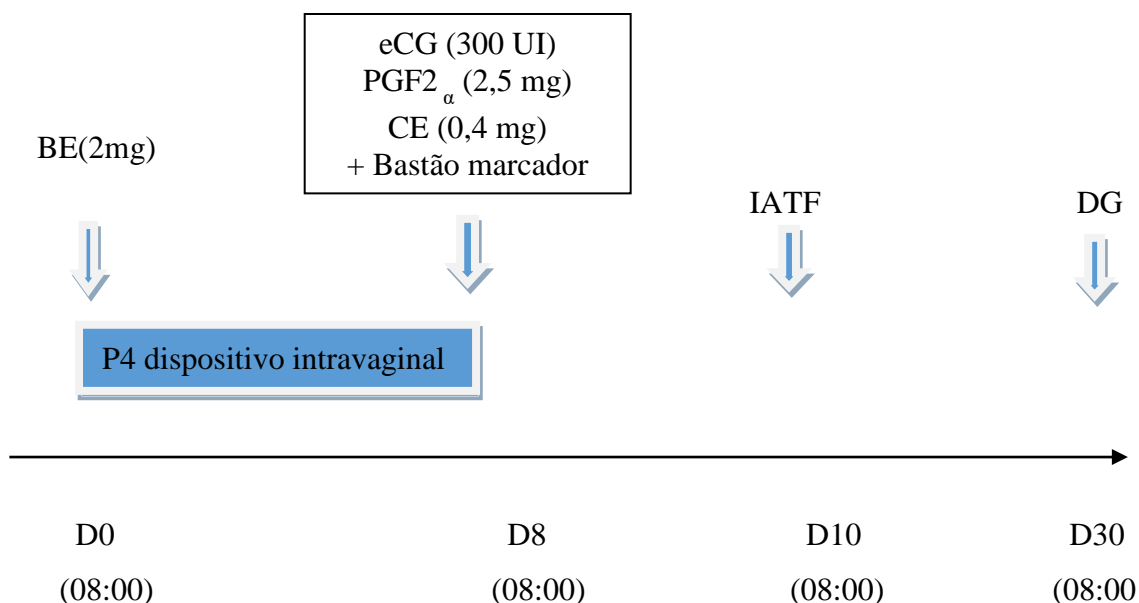 eCG (300 UI)
PGF2 α (2,5 mg)
CE (0,4 mg)
+ Bastão marcador
BE(2mg)
IATF
DG
P4 dispositivo intravaginal
D0
D8
D10
D30
(08:00)
(08:00)
(08:00)
(08:00